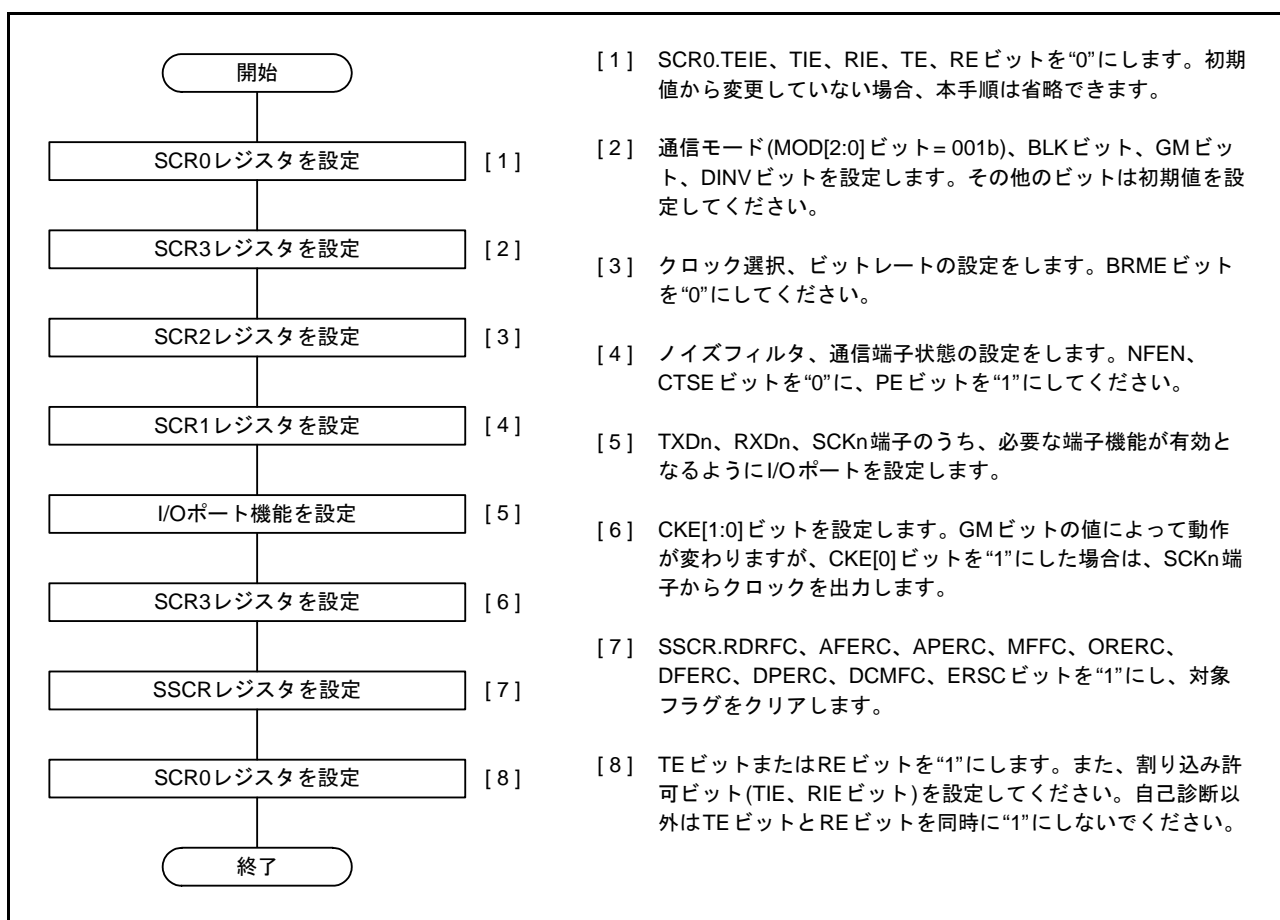 開始
SCR0レジスタを設定 [ 1 ]
SCR3レジスタを設定 [ 2 ]
SCR2レジスタを設定 [ 3 ]
SCR1レジスタを設定 [ 4 ]
I/Oポート機能を設定 [ 5 ]
SCR3レジスタを設定 [ 6 ]
SSCRレジスタを設定 [ 7 ]
SCR0レジスタを設定 [ 8 ]
終了
[ 1 ] SCR0.TEIE、TIE、RIE、TE、REビットを“0”にします。初期
値から変更していない場合、本手順は省略できます。
[ 2 ] 通信モード(MOD[2:0]ビット= 001b)、BLKビット、GMビッ
ト、DINVビットを設定します。その他のビットは初期値を設
定してください。
[ 3 ] クロック選択、ビットレートの設定をします。BRMEビット
を“0”にしてください。
[ 4 ] ノイズフィルタ、通信端子状態の設定をします。NFEN、
CTSEビットを“0”に、PEビットを“1”にしてください。
[ 5 ] TXDn、RXDn、SCKn端子のうち、必要な端子機能が有効と
なるようにI/Oポートを設定します。
[ 6 ] CKE[1:0]ビットを設定します。GMビットの値によって動作
が変わりますが、CKE[0]ビットを“1”にした場合は、SCKn端
子からクロックを出力します。
[ 7 ] SSCR.RDRFC、AFERC、APERC、MFFC、ORERC、
DFERC、DPERC、DCMFC、ERSCビットを“1”にし、対象
フラグをクリアします。
[ 8 ] TEビットまたはREビットを“1”にします。また、割り込み許
可ビット(TIE、RIEビット)を設定してください。自己診断以
外はTEビットとREビットを同時に“1”にしないでください。